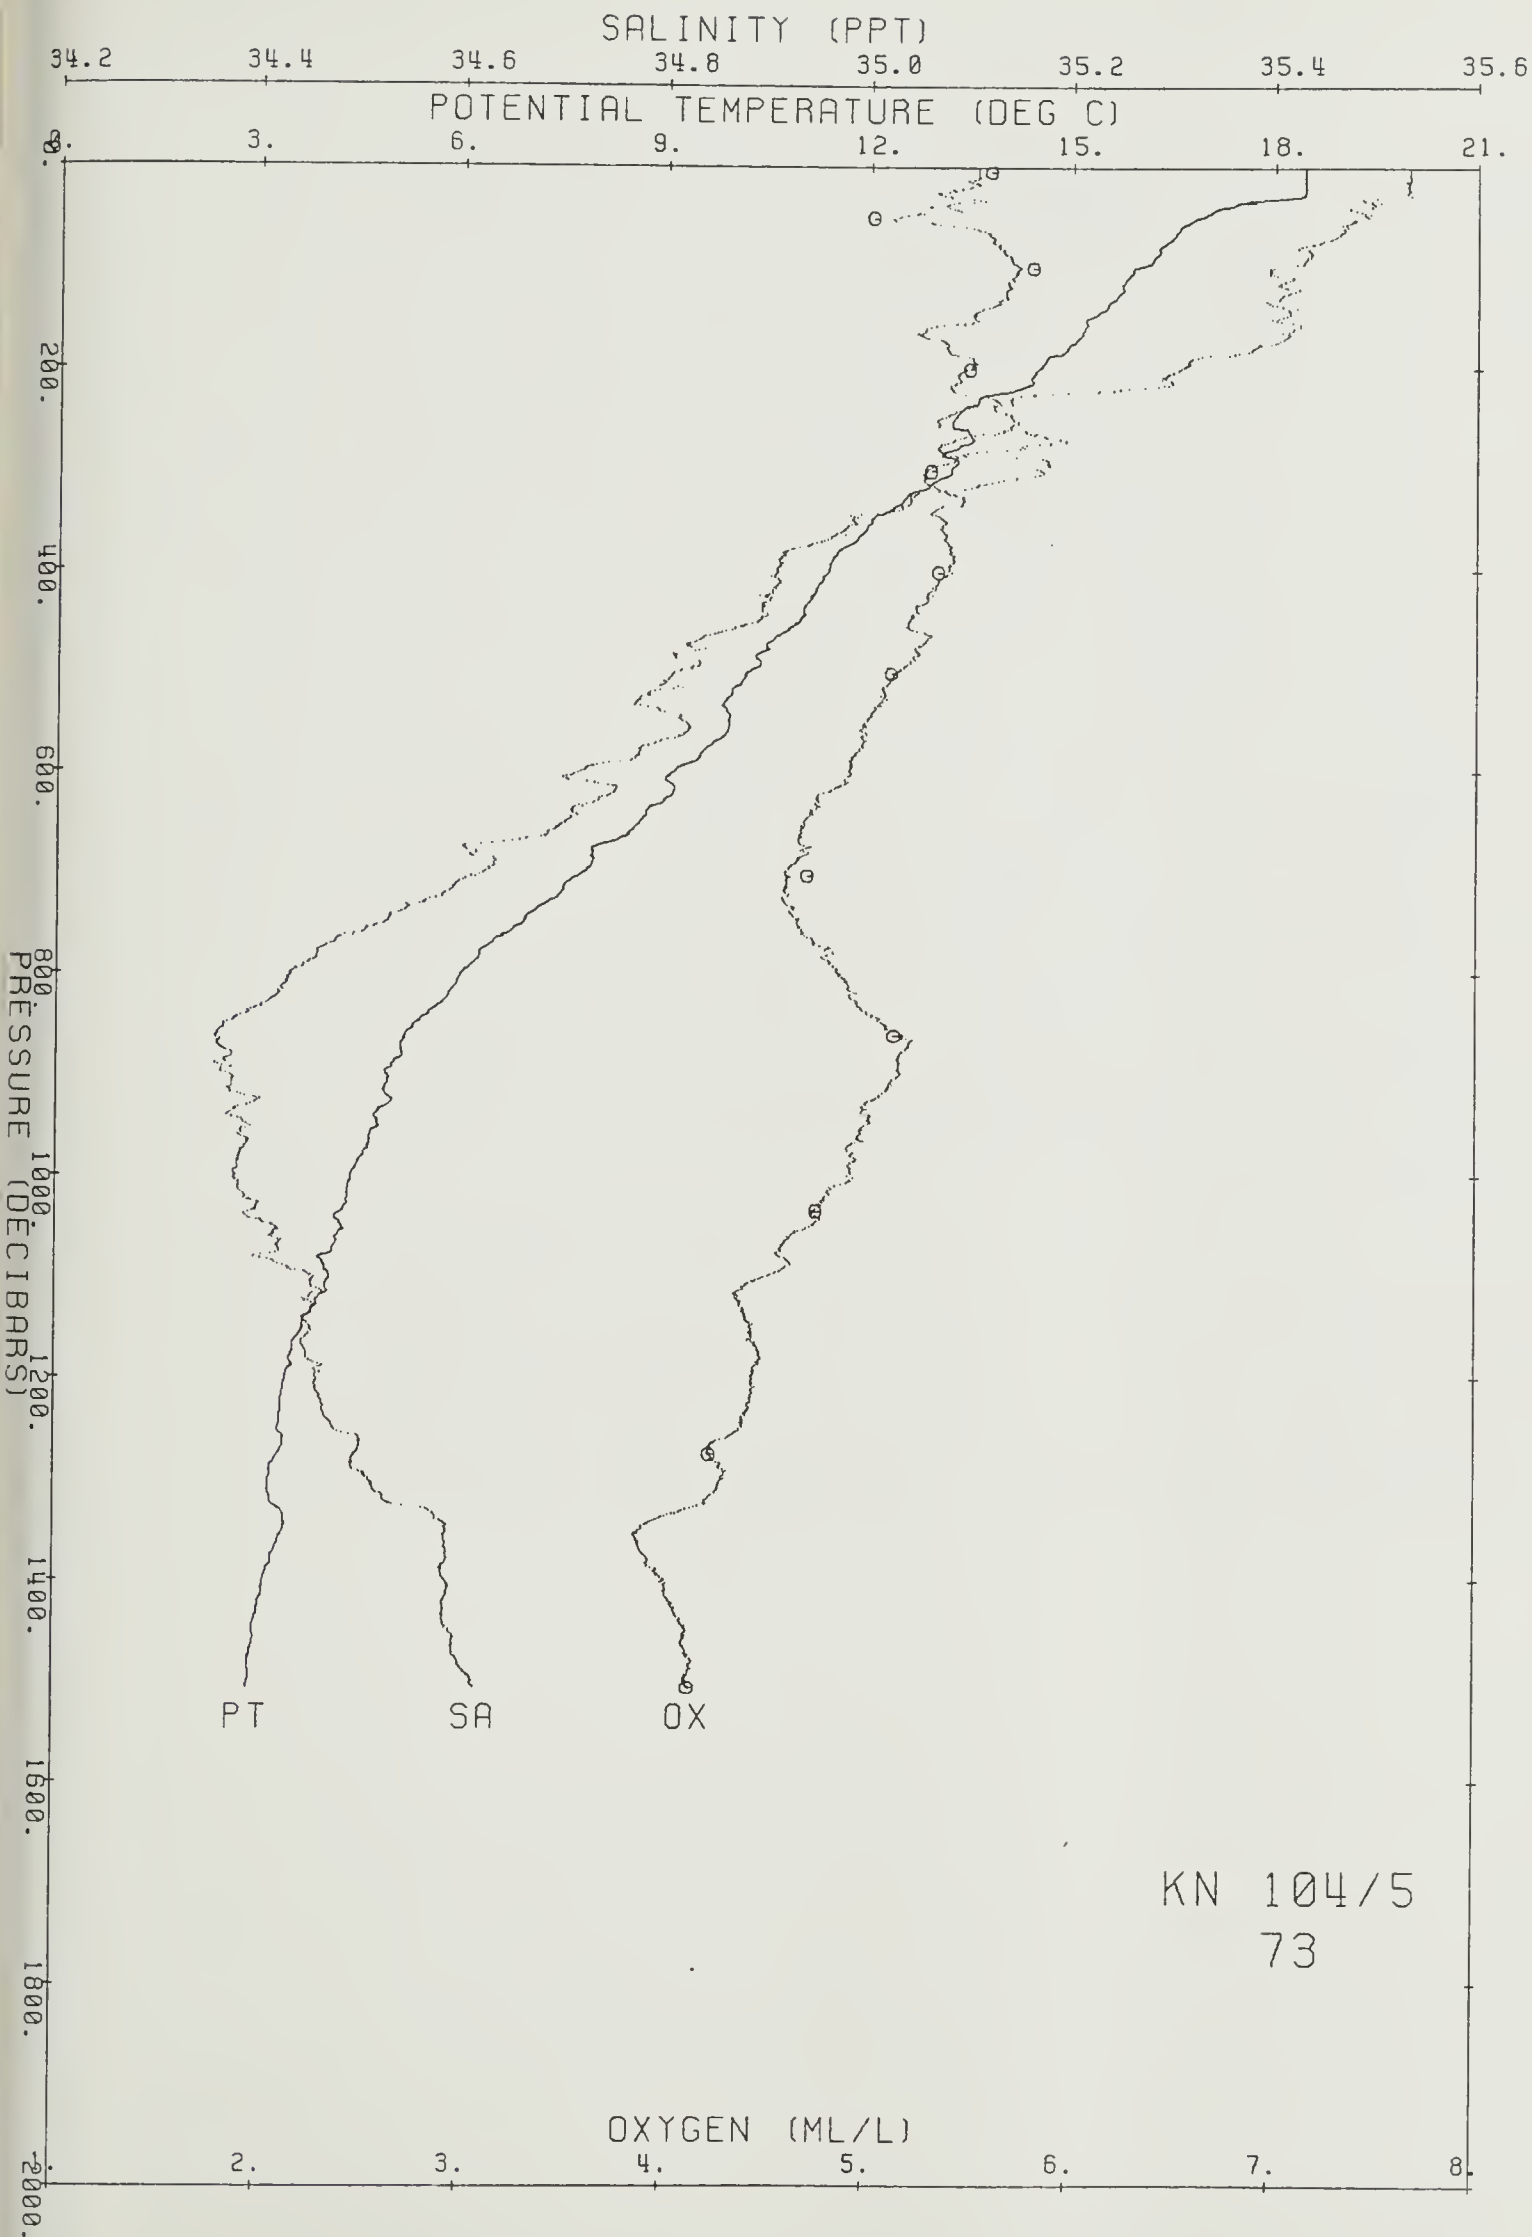 SALINITY (PPT)
34.2 34.4 34.6 34.8 35.0 35.2 35.4 35.6
POTENTIAL TEMPERATURE (DEG C)
0. 3. 6. 9. 12. 15. 18. 21.
0. 200. 400. 600. 800. 1000. 1200. 1400. 1600. 1800. 2000.
PRESSURE (DECIBARS)
PT SA OX
KN 104/5
73
OXYGEN (ML/L)
2. 3. 4. 5. 6. 7. 8.